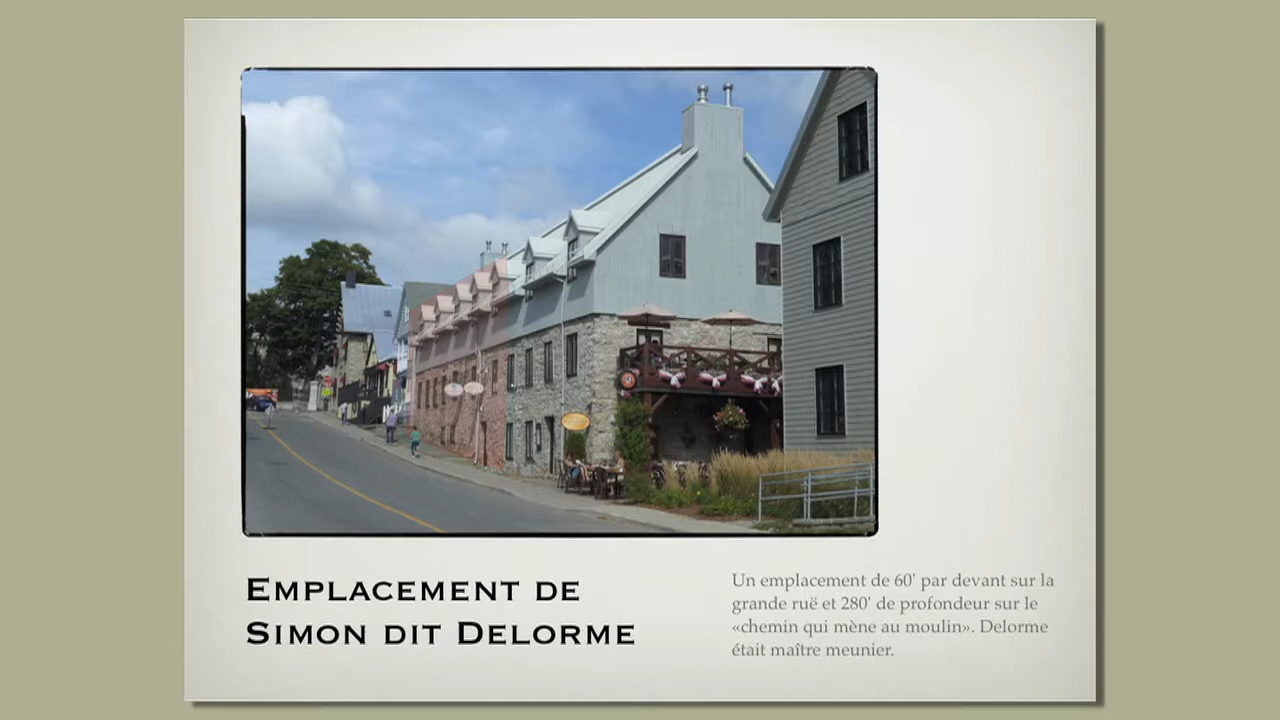 Emplacement de
Simon dit Delorme
Un emplacement de 60' par devant sur la
grande ruë et 280' de profondeur sur le
«chemin qui mène au moulin». Delorme
était maître meunier.